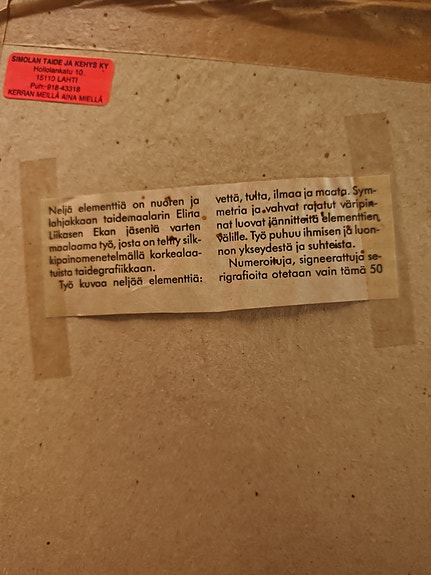 SIMOLAN TAIDE JA KEHYS KY
Hollolankatu 10
15110 LAHTI
Puh. 918-43318
KERRAN MEILLÄ AINA MIELLÄ
Neljä elementtiä on nuoren ja
lahjakkaan taidemaalarin Elina
Liikasen Ekan jäseniä varten
maalaama työ, josta on tehty silk-
kipainomenetelmällä korkealaa-
tuista taidegrafiikkaan.
Työ kuvaa neljää elementtiä:
vettä, tulta, ilmaa ja maata. Sym-
metria ja vahvat rajatut väripin-
nat luovat jännitteitä elementtien
välille. Työ puhuu ihmisen ja luon-
non ykseydestä ja suhteista.
Numeroituja, signeerattuja se-
rigrafioita otetaan vain tämä 50